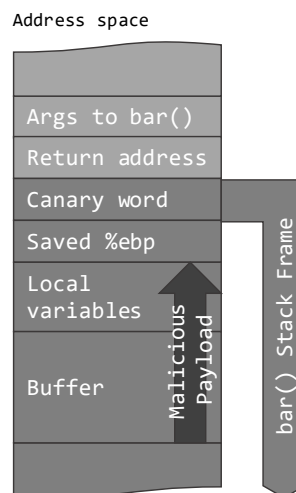 Address space
Args to bar()
Return address
Canary word
Saved %ebp
Local
variables
Buffer
Malicious
Payload
bar() Stack Frame